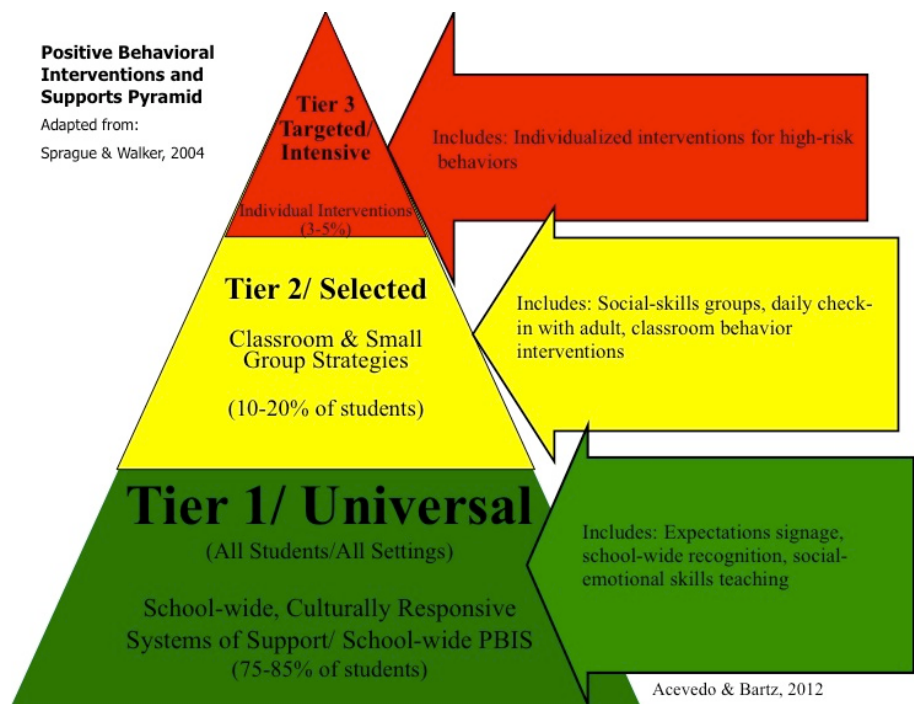 Positive Behavioral
Interventions and
Supports Pyramid
Adapted from:
Sprague & Walker, 2004
Tier 3
Targeted/
Intensive
Individual Interventions
(3-5%)
Includes: Individualized interventions for high-risk
behaviors
Tier 2/ Selected
Classroom & Small
Group Strategies
(10-20% of students)
Includes: Social-skills groups, daily check-
in with adult, classroom behavior
interventions
Tier 1/ Universal
(All Students/All Settings)
School-wide, Culturally Responsive
Systems of Support/ School-wide PBIS
(75-85% of students)
Includes: Expectations signage,
school-wide recognition, social-
emotional skills teaching
Acevedo & Bartz, 2012